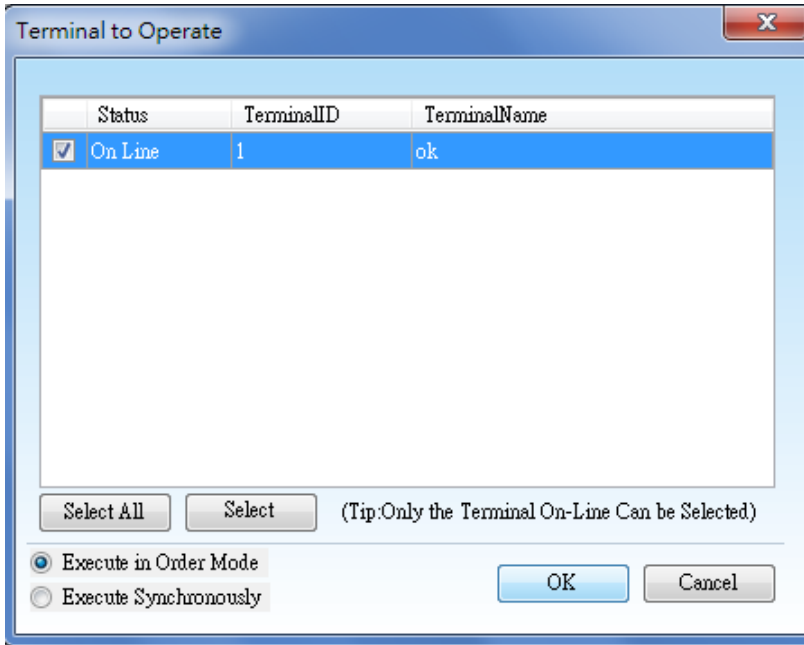 Terminal to Operate
Status TerminalID TerminalName
On Line 1 ok
Select All Select (Tip:Only the Terminal On-Line Can be Selected)
Execute in Order Mode
OK Cancel
Execute Synchronously